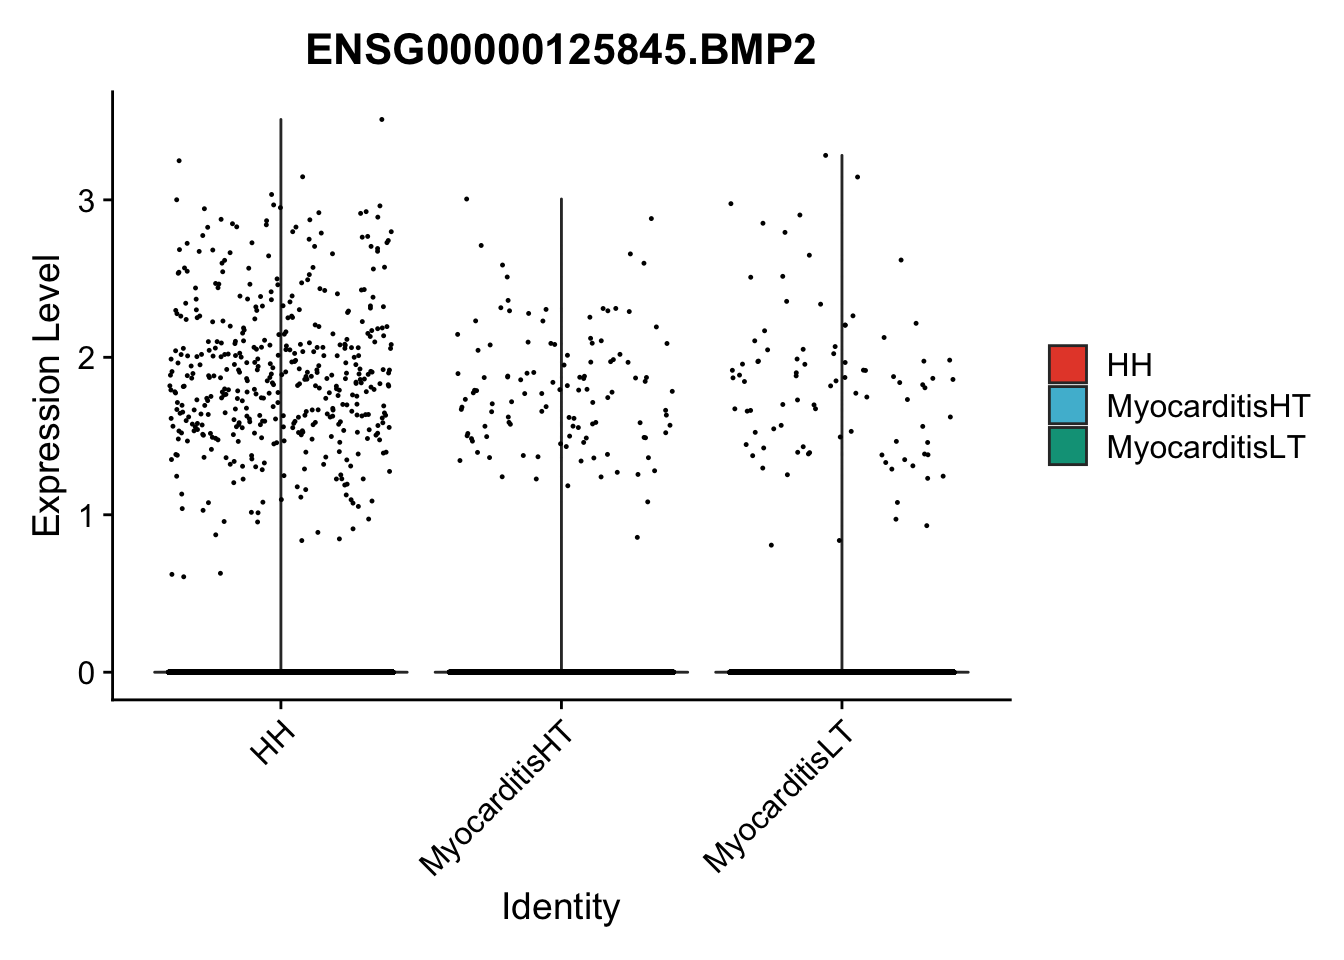 ENSG00000125845.BMP2
Expression Level
3
2
1
0
HH
MyocarditisHT
MyocarditisLT
Identity
HH
MyocarditisHT
MyocarditisLT